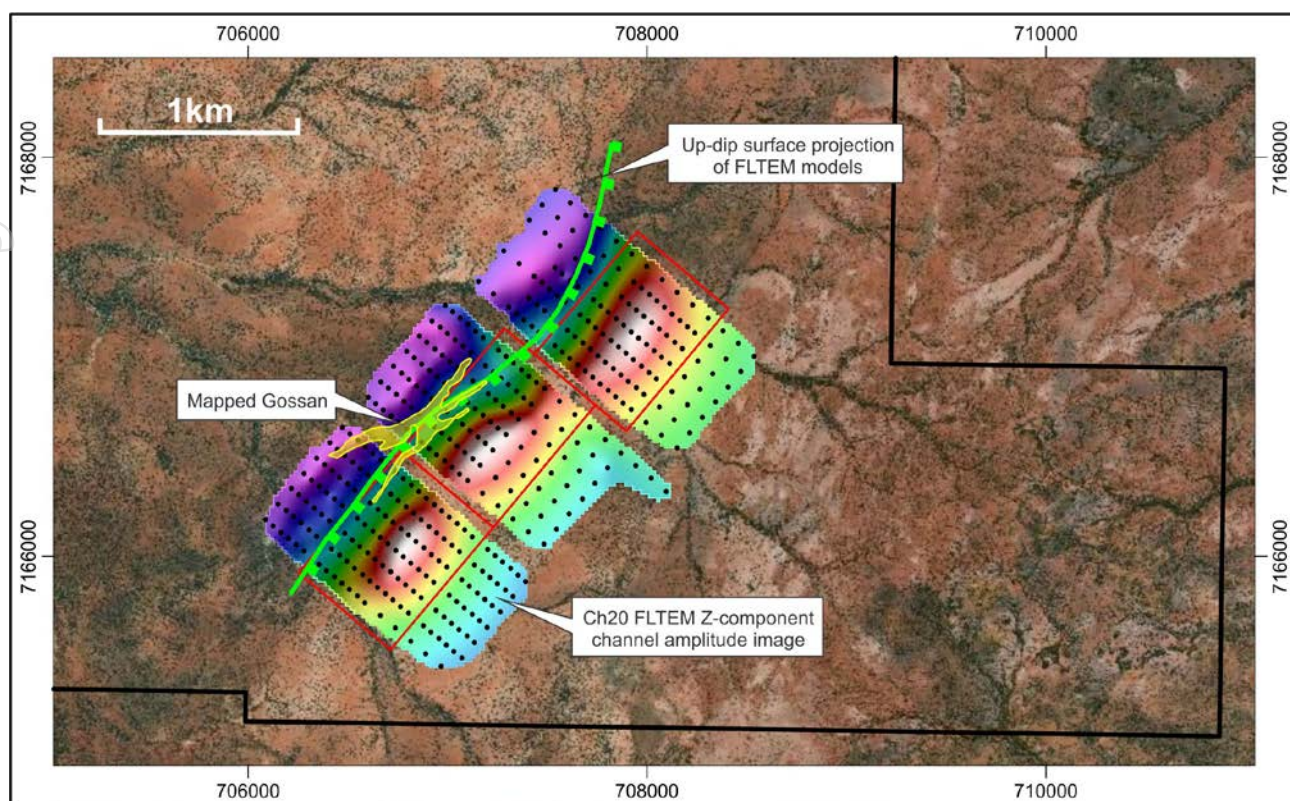 706000
708000
710000
1km
Up-dip surface projection
of FLTEM models
7168000
7168000
Mapped Gossan
7166000
7166000
Ch20 FLTEM Z-component
channel amplitude image
706000
708000
710000